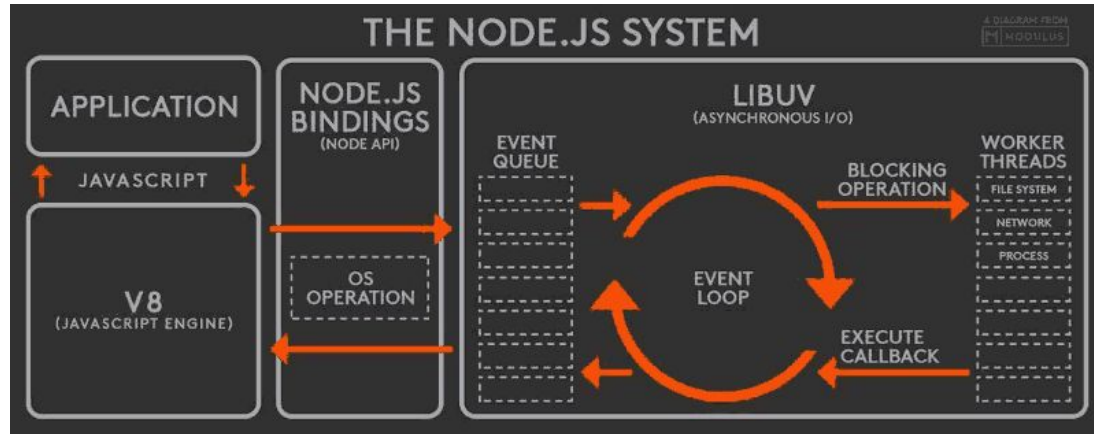 THE NODE.JS SYSTEM
A DIAGRAM FROM
MODULUS
APPLICATION
JAVASCRIPT
V8
(JAVASCRIPT ENGINE)
NODE.JS
BINDINGS
(NODE API)
OS
OPERATION
LIBUV
(ASYNCHRONOUS I/O)
EVENT
QUEUE
EVENT
LOOP
BLOCKING
OPERATION
EXECUTE
CALLBACK
WORKER
THREADS
FILE SYSTEM
NETWORK
PROCESS